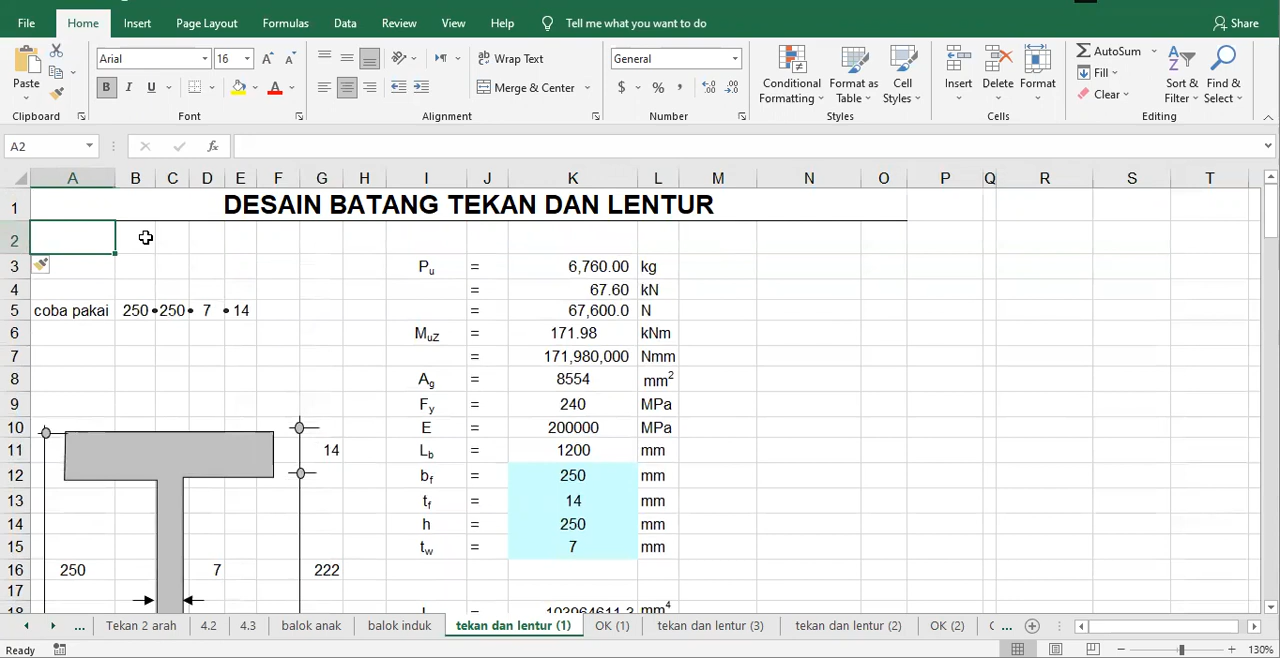 File Home Insert Page Layout Formulas Data Review View Help Tell me what you want to do Share
Paste
Arial 16
B I U A
Wrap Text
Merge & Center
General
$ % ,
Conditional Formatting
Format as Table
Cell Styles
Insert Delete Format
AutoSum
Fill
Clear
Sort & Filter
Find & Select
Clipboard Font Alignment Number Styles Cells Editing
A2 fx
A B C D E F G H I J K L M N O P Q R S T
1 DESAIN BATANG TEKAN DAN LENTUR
2
3 Pu = 6,760.00 kg
4 = 67.60 kN
5 coba pakai 250•250• 7 •14 = 67,600.0 N
6 MuZ = 171.98 kNm
7 = 171,980,000 Nmm
8 Ag = 8554 mm2
9 Fy = 240 MPa
10 E = 200000 MPa
11 14 Lb = 1200 mm
12 bf = 250 mm
13 tf = 14 mm
14 h = 250 mm
15 tw = 7 mm
16 250 7 222
17
18 mm4
... Tekan 2 arah 4.2 4.3 balok anak balok induk tekan dan lentur (1) OK (1) tekan dan lentur (3) tekan dan lentur (2) OK (2) ...
Ready 130%